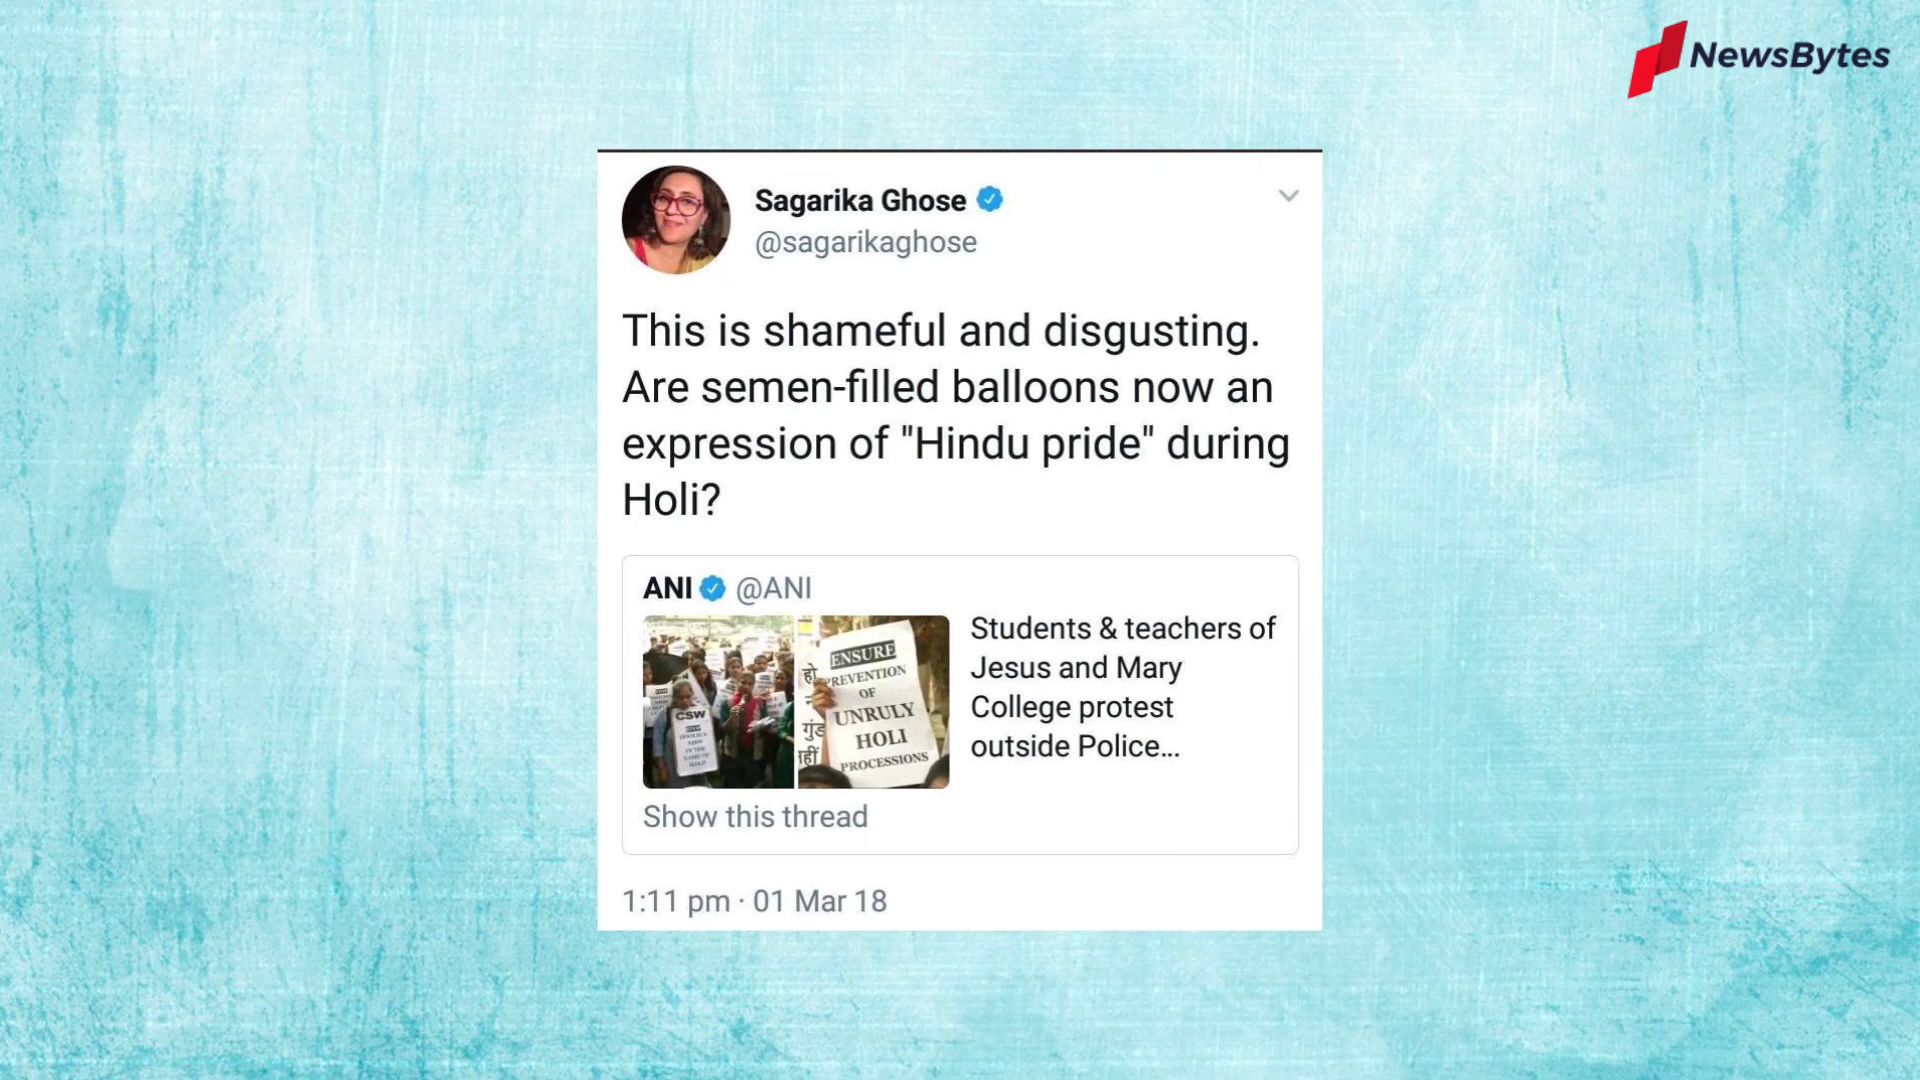 NewsBytes
Sagarika Ghose
@sagarikaghose
This is shameful and disgusting.
Are semen-filled balloons now an
expression of "Hindu pride" during
Holi?
ANI @ANI
CSW
हो
गुंड
ENSURE
PREVENTION
OF
UNRULY
HOLI
PROCESSIONS
Students & teachers of
Jesus and Mary
College protest
outside Police...
Show this thread
1:11 pm · 01 Mar 18